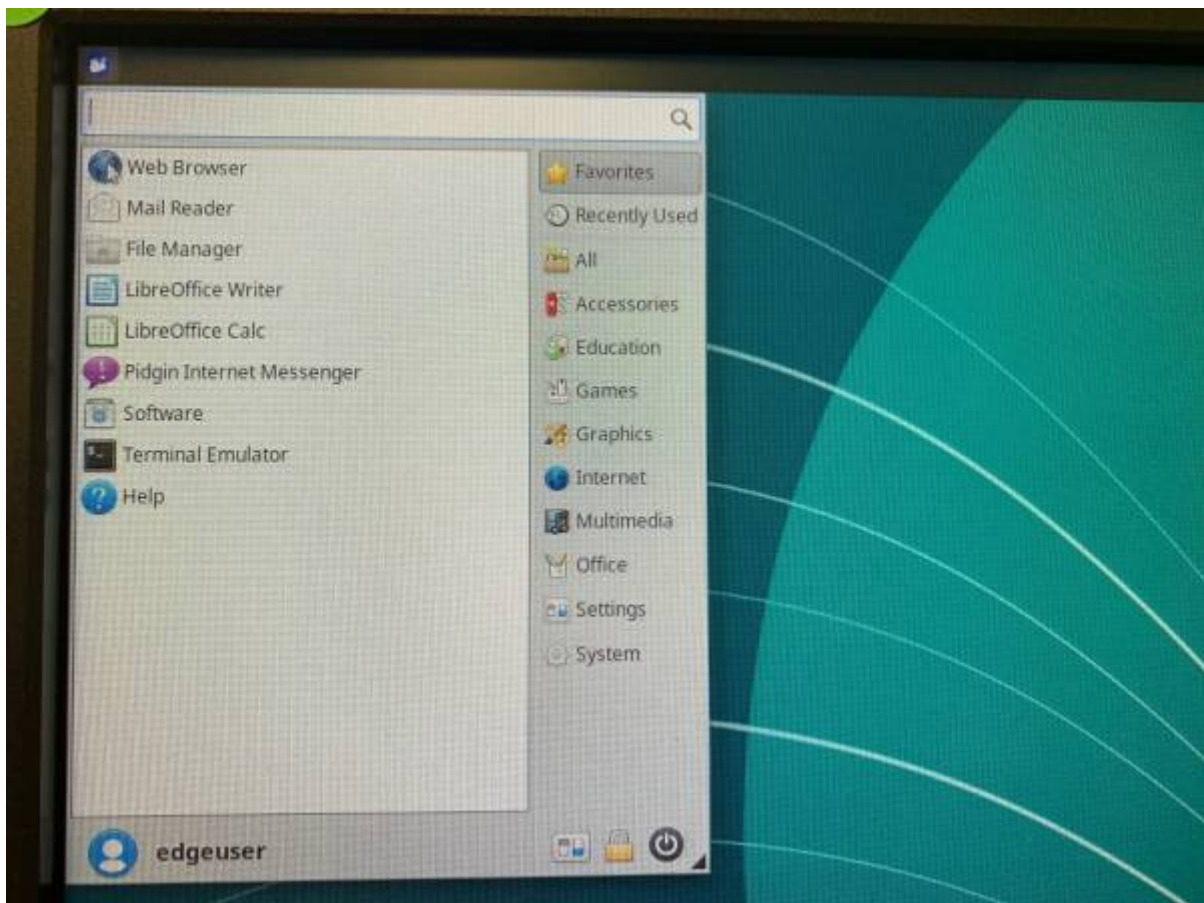 Web Browser
Mail Reader
File Manager
LibreOffice Writer
LibreOffice Calc
Pidgin Internet Messenger
Software
Terminal Emulator
Help
Favorites
Recently Used
All
Accessories
Education
Games
Graphics
Internet
Multimedia
Office
Settings
System
edgeuser